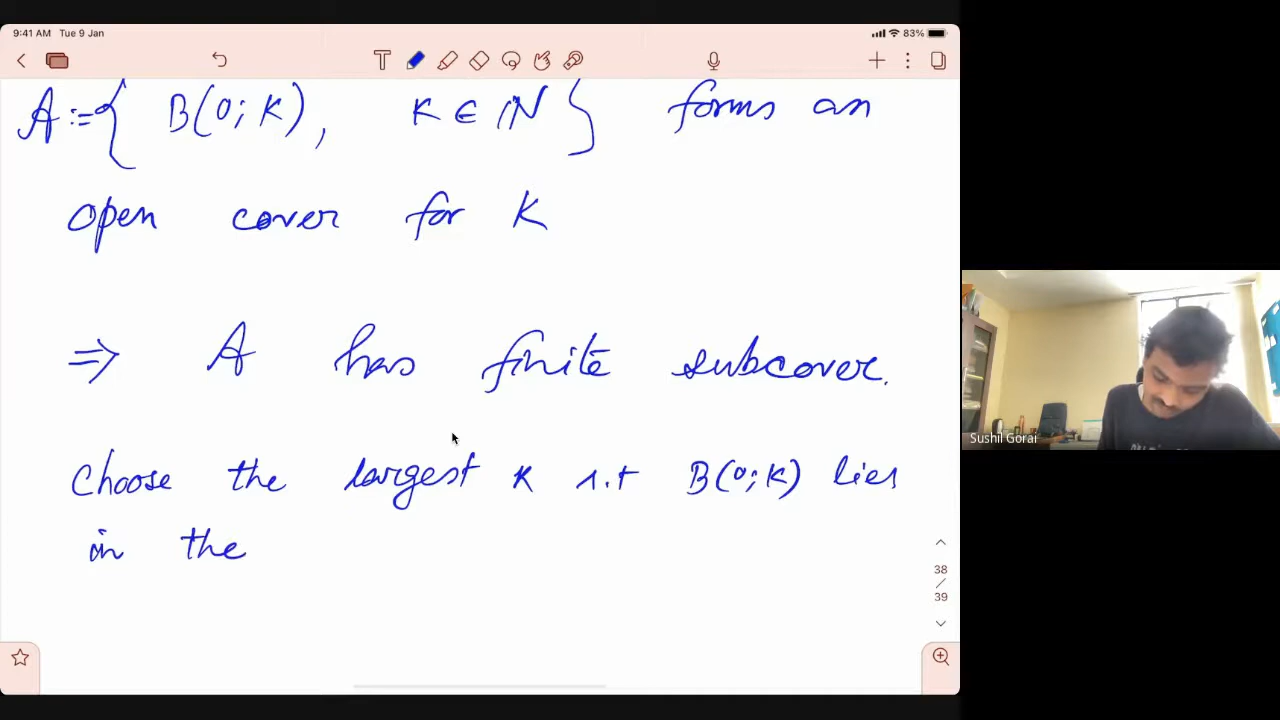 9:41 AM Tue 9 Jan
83%
T
A := { B(0; K), K ∈ ℕ } forms an
open cover for K
⇒ A has finite subcover.
Choose the largest K s.t B(0; K) lies
in the
38
/
39
Sushil Gorai